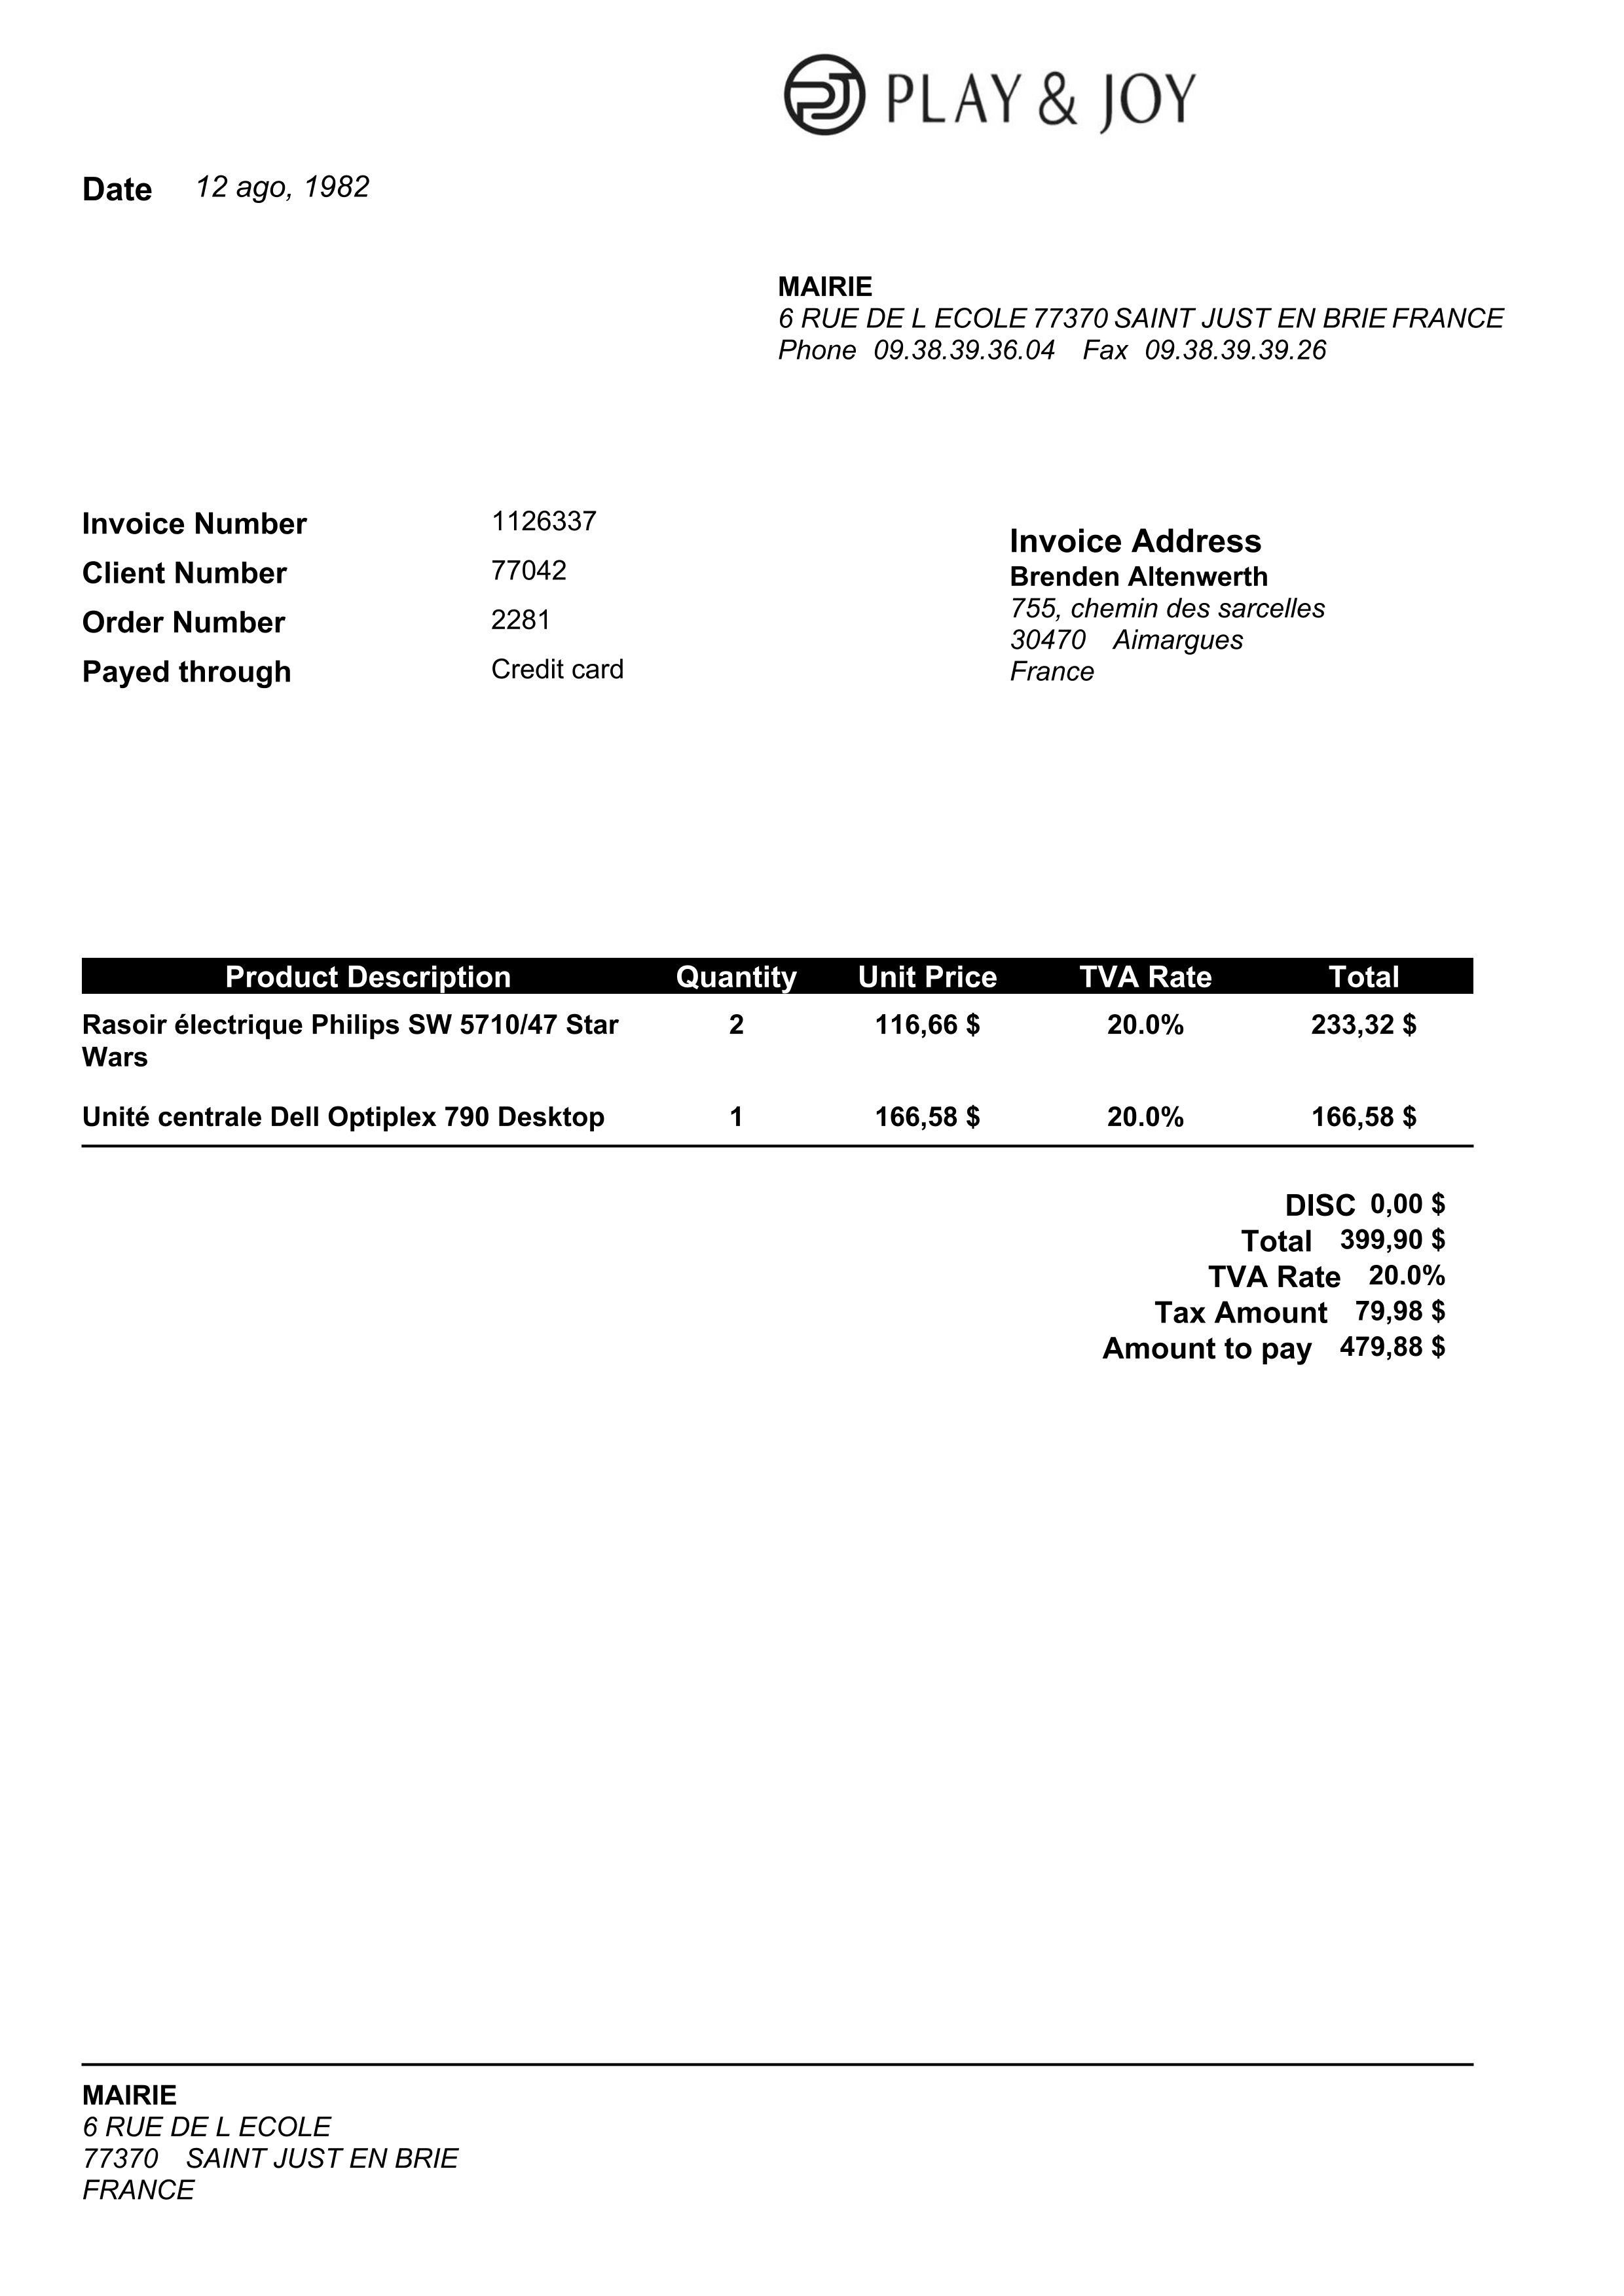 PLAY & JOY
Date 12 ago, 1982
MAIRIE
6 RUE DE L ECOLE 77370 SAINT JUST EN BRIE FRANCE
Phone 09.38.39.36.04 Fax 09.38.39.39.26
Invoice Number 1126337
Client Number 77042
Order Number 2281
Payed through Credit card
Invoice Address
Brenden Altenwerth
755, chemin des sarcelles
30470 Aimargues
France
Product Description Quantity Unit Price TVA Rate Total
Rasoir électrique Philips SW 5710/47 Star 2 116,66 $ 20.0% 233,32 $
Wars
Unité centrale Dell Optiplex 790 Desktop 1 166,58 $ 20.0% 166,58 $
DISC 0,00 $
Total 399,90 $
TVA Rate 20.0%
Tax Amount 79,98 $
Amount to pay 479,88 $
MAIRIE
6 RUE DE L ECOLE
77370 SAINT JUST EN BRIE
FRANCE